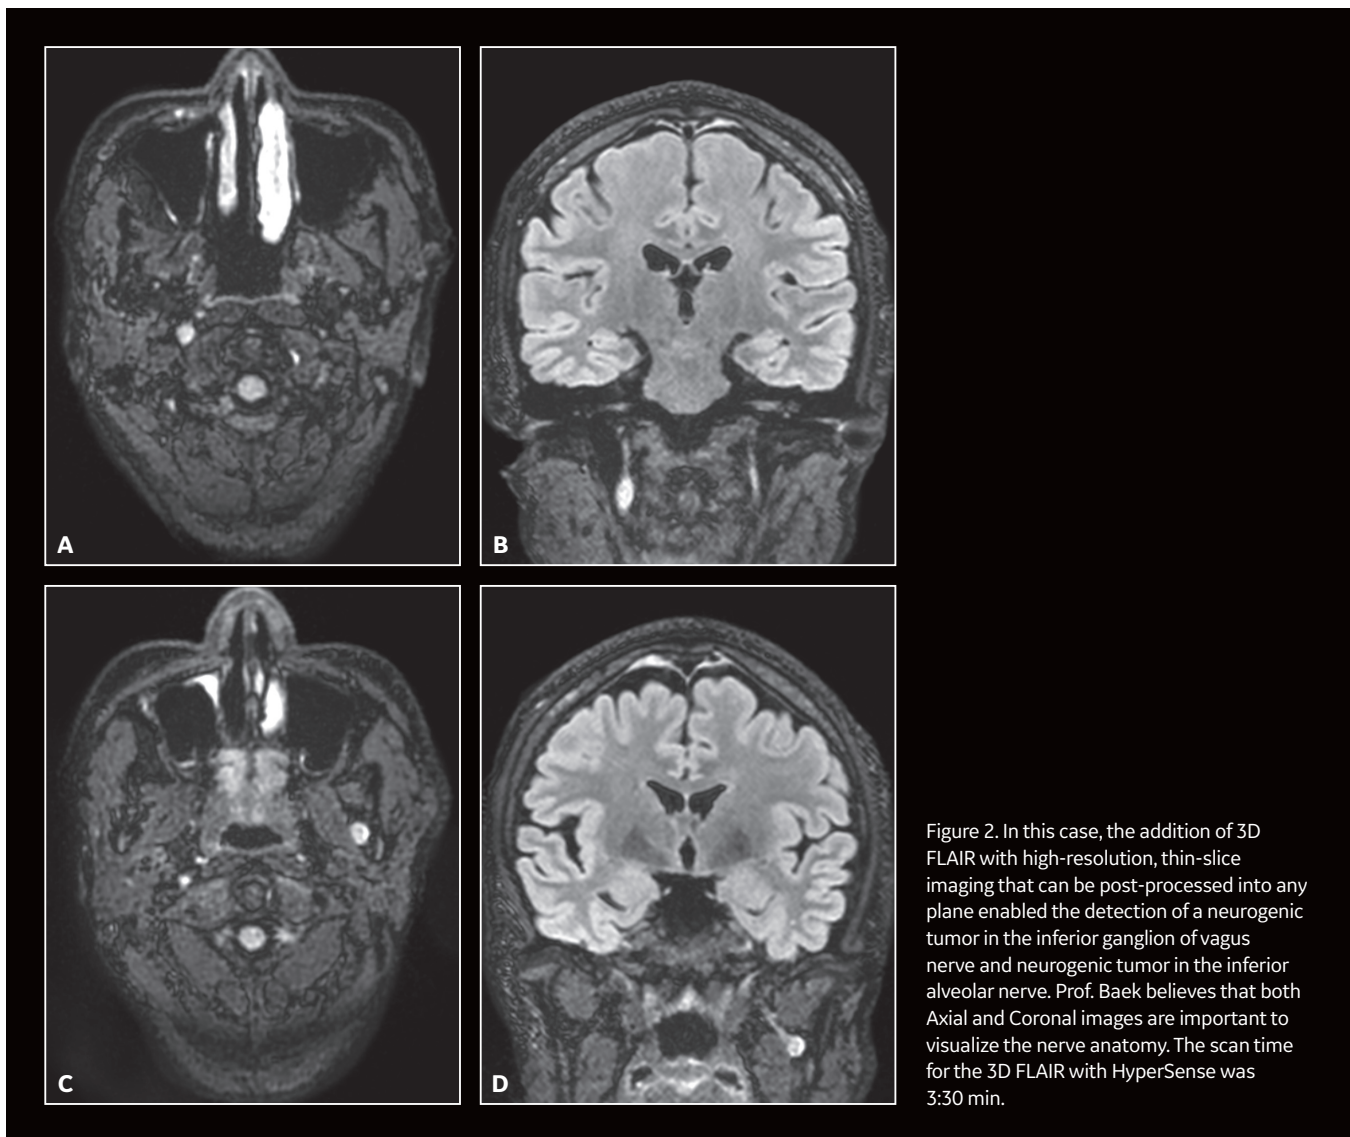 A
B
C
D
Figure 2. In this case, the addition of 3D
FLAIR with high-resolution, thin-slice
imaging that can be post-processed into any
plane enabled the detection of a neurogenic
tumor in the inferior ganglion of vagus
nerve and neurogenic tumor in the inferior
alveolar nerve. Prof. Baek believes that both
Axial and Coronal images are important to
visualize the nerve anatomy. The scan time
for the 3D FLAIR with HyperSense was
3:30 min.